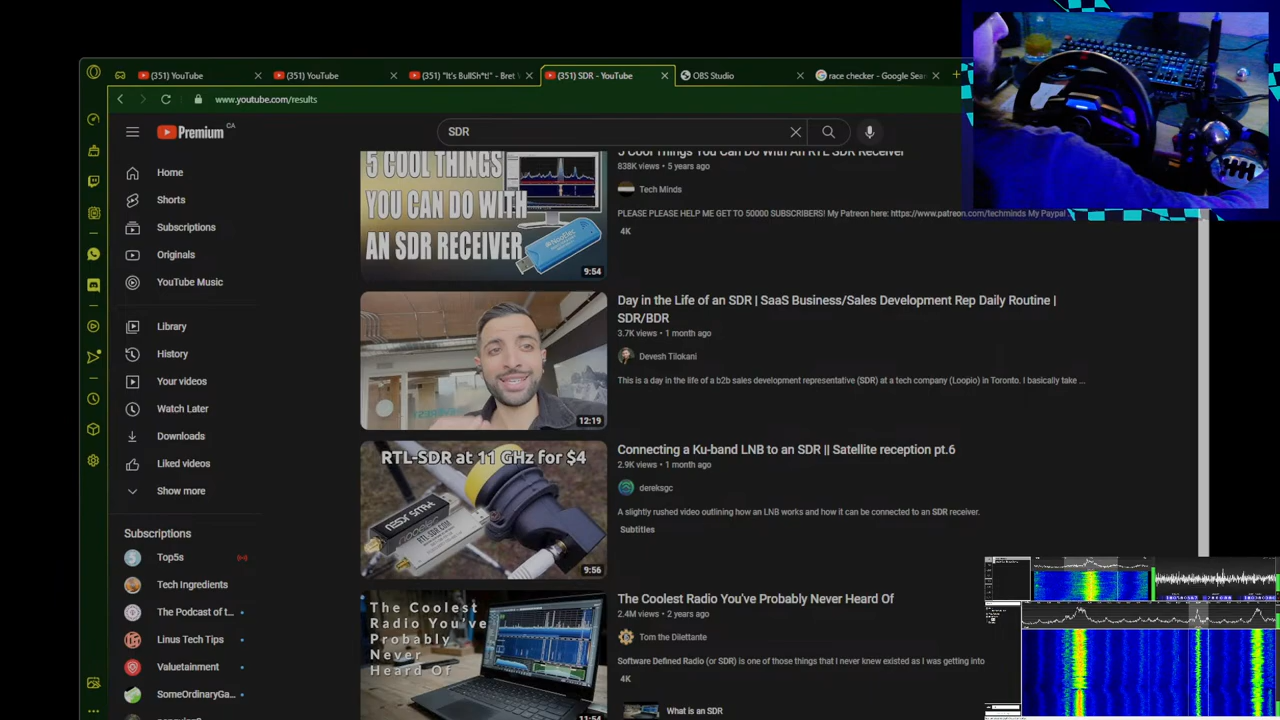 (351) YouTube
(351) YouTube
(351) "It's Bullsh*t!" - Bret
(351) SDR - YouTube
OBS Studio
race checker - Google Sear
www.youtube.com/results
Premium
CA
SDR
Home
Shorts
Subscriptions
Originals
YouTube Music
Library
History
Your videos
Watch Later
Downloads
Liked videos
Show more
Subscriptions
Top5s
Tech Ingredients
The Podcast of t...
Linus Tech Tips
Valuetainment
SomeOrdinaryGa...
5 COOL THINGS
YOU CAN DO WITH
AN SDR RECEIVER
9:54
5 Cool Things You Can Do With An RTL SDR Receiver
838K views • 5 years ago
Tech Minds
PLEASE PLEASE HELP ME GET TO 50000 SUBSCRIBERS! My Patreon here: https://www.patreon.com/techminds My Paypal
4K
12:19
Day in the Life of an SDR | SaaS Business/Sales Development Rep Daily Routine |
SDR/BDR
3.7K views • 1 month ago
Devesh Tilokani
This is a day in the life of a b2b sales development representative (SDR) at a tech company (Loopio) in Toronto. I basically take ...
RTL-SDR at 11 GHz for $4
RTL-SDR.COM
9:56
Connecting a Ku-band LNB to an SDR || Satellite reception pt.6
2.9K views • 1 month ago
dereksgc
A slightly rushed video outlining how an LNB works and how it can be connected to an SDR receiver.
Subtitles
The Coolest
Radio You've
Probably
Never
Heard Of
11:54
The Coolest Radio You've Probably Never Heard Of
2.4M views • 2 years ago
Tom the Dilettante
Software Defined Radio (or SDR) is one of those things that I never knew existed as I was getting into
4K
What is an SDR